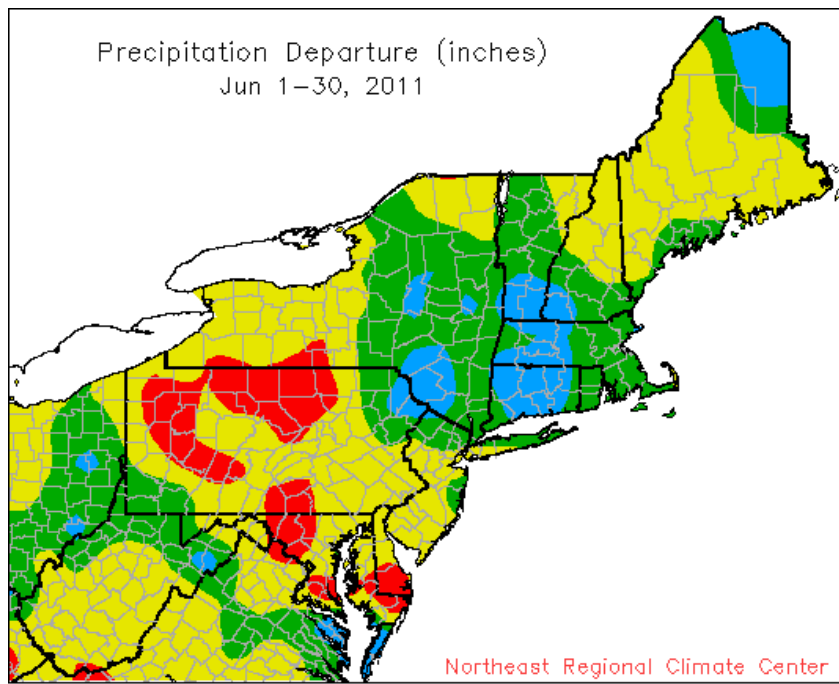 Precipitation Departure (inches)
Jun 1-30, 2011
Northeast Regional Climate Center